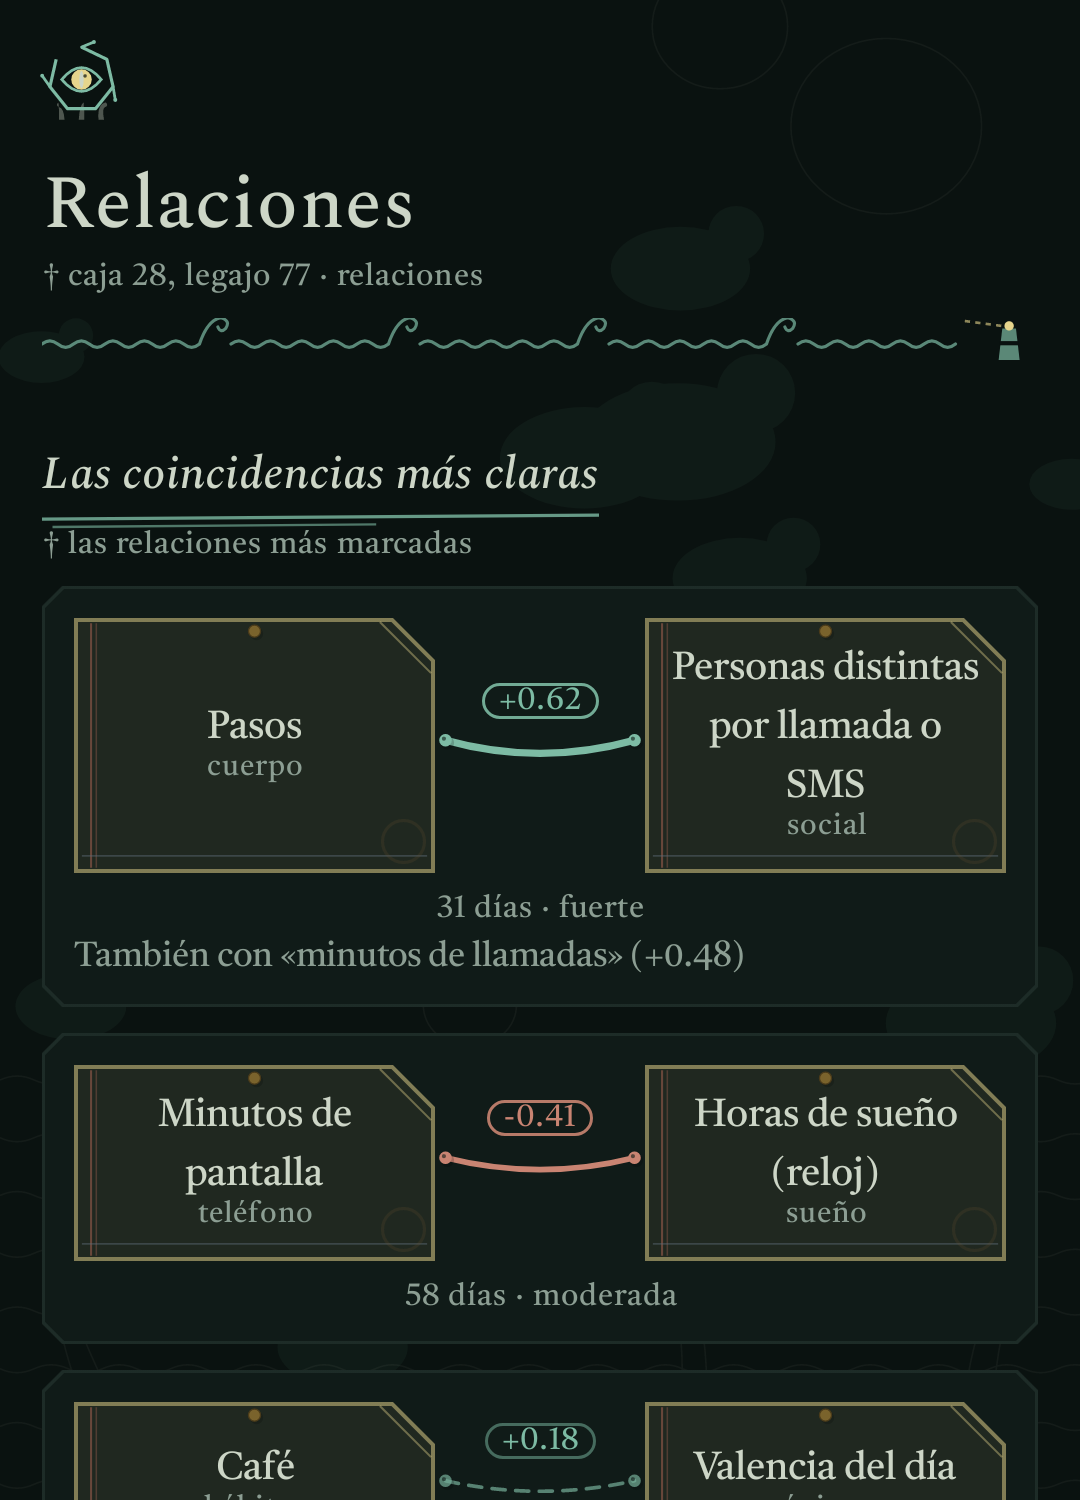 Relaciones
† caja 28, legajo 77 · relaciones
Las coincidencias más claras
† las relaciones más marcadas
Pasos
cuerpo
+0.62
Personas distintas
por llamada o
SMS
social
31 días · fuerte
También con «minutos de llamadas» (+0.48)
Minutos de
pantalla
teléfono
-0.41
Horas de sueño
(reloj)
sueño
58 días · moderada
Café
+0.18
Valencia del día